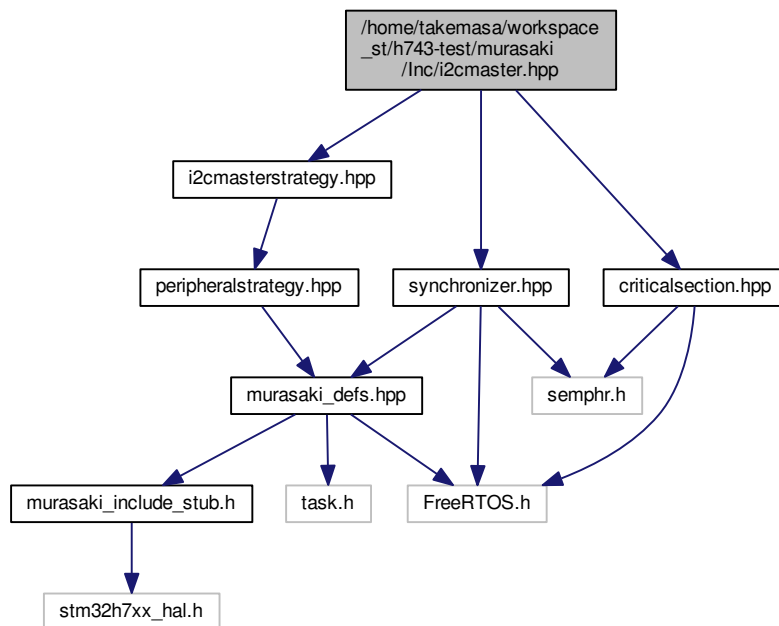 /home/takemasa/workspace
_st/h743-test/murasaki
/Inc/i2cmaster.hpp
i2cmasterstrategy.hpp
peripheralstrategy.hpp
synchronizer.hpp
criticalsection.hpp
murasaki_defs.hpp
semphr.h
murasaki_include_stub.h
task.h
FreeRTOS.h
stm32h7xx_hal.h